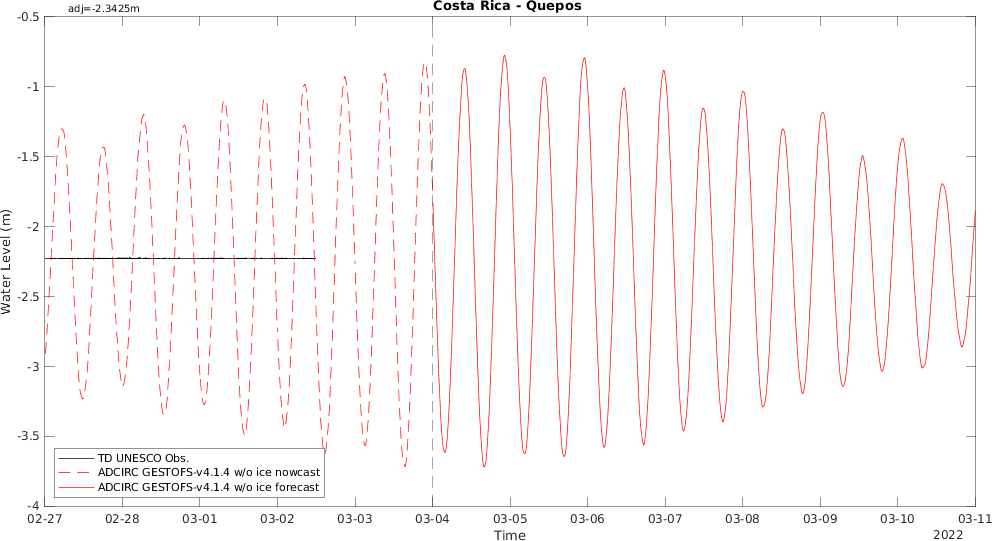 Costa Rica - Quepos
adj=-2.3425m
-0.5
-1
-1.5
-2
-2.5
-3
-3.5
-4
Water Level (m)
TD UNESCO Obs.
ADCIRC GESTOFS-v4.1.4 w/o ice nowcast
ADCIRC GESTOFS-v4.1.4 w/o ice forecast
02-27 02-28 03-01 03-02 03-03 03-04 03-05 03-06 03-07 03-08 03-09 03-10 03-11
Time
2022